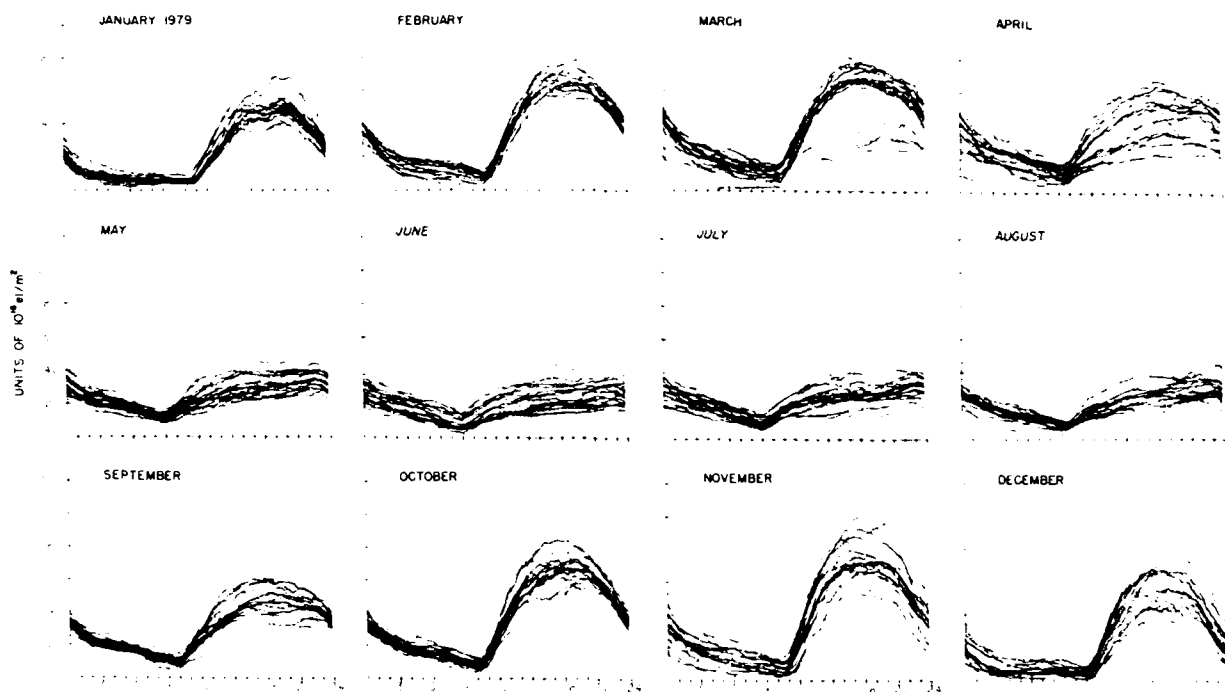 JANUARY 1979
FEBRUARY
MARCH
APRIL
MAY
JUNE
JULY
AUGUST
UNITS OF 10¹⁶ el/m²
SEPTEMBER
OCTOBER
NOVEMBER
DECEMBER